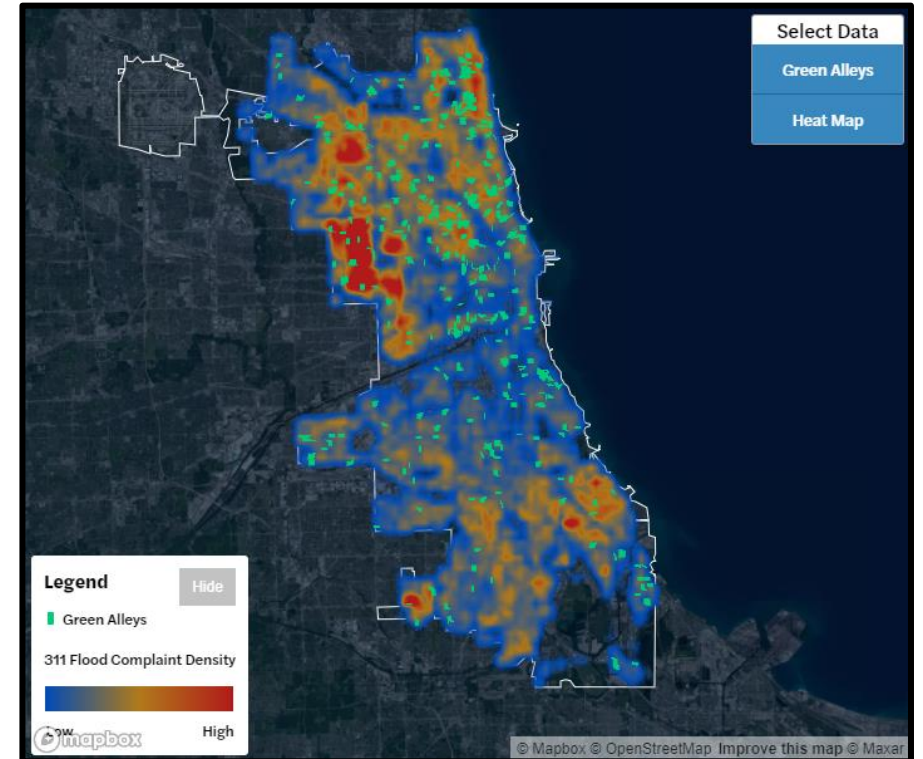 Select Data
Green Alleys
Heat Map
Legend
Hide
Green Alleys
311 Flood Complaint Density
Low High
mapbox
© Mapbox © OpenStreetMap Improve this map © Maxar